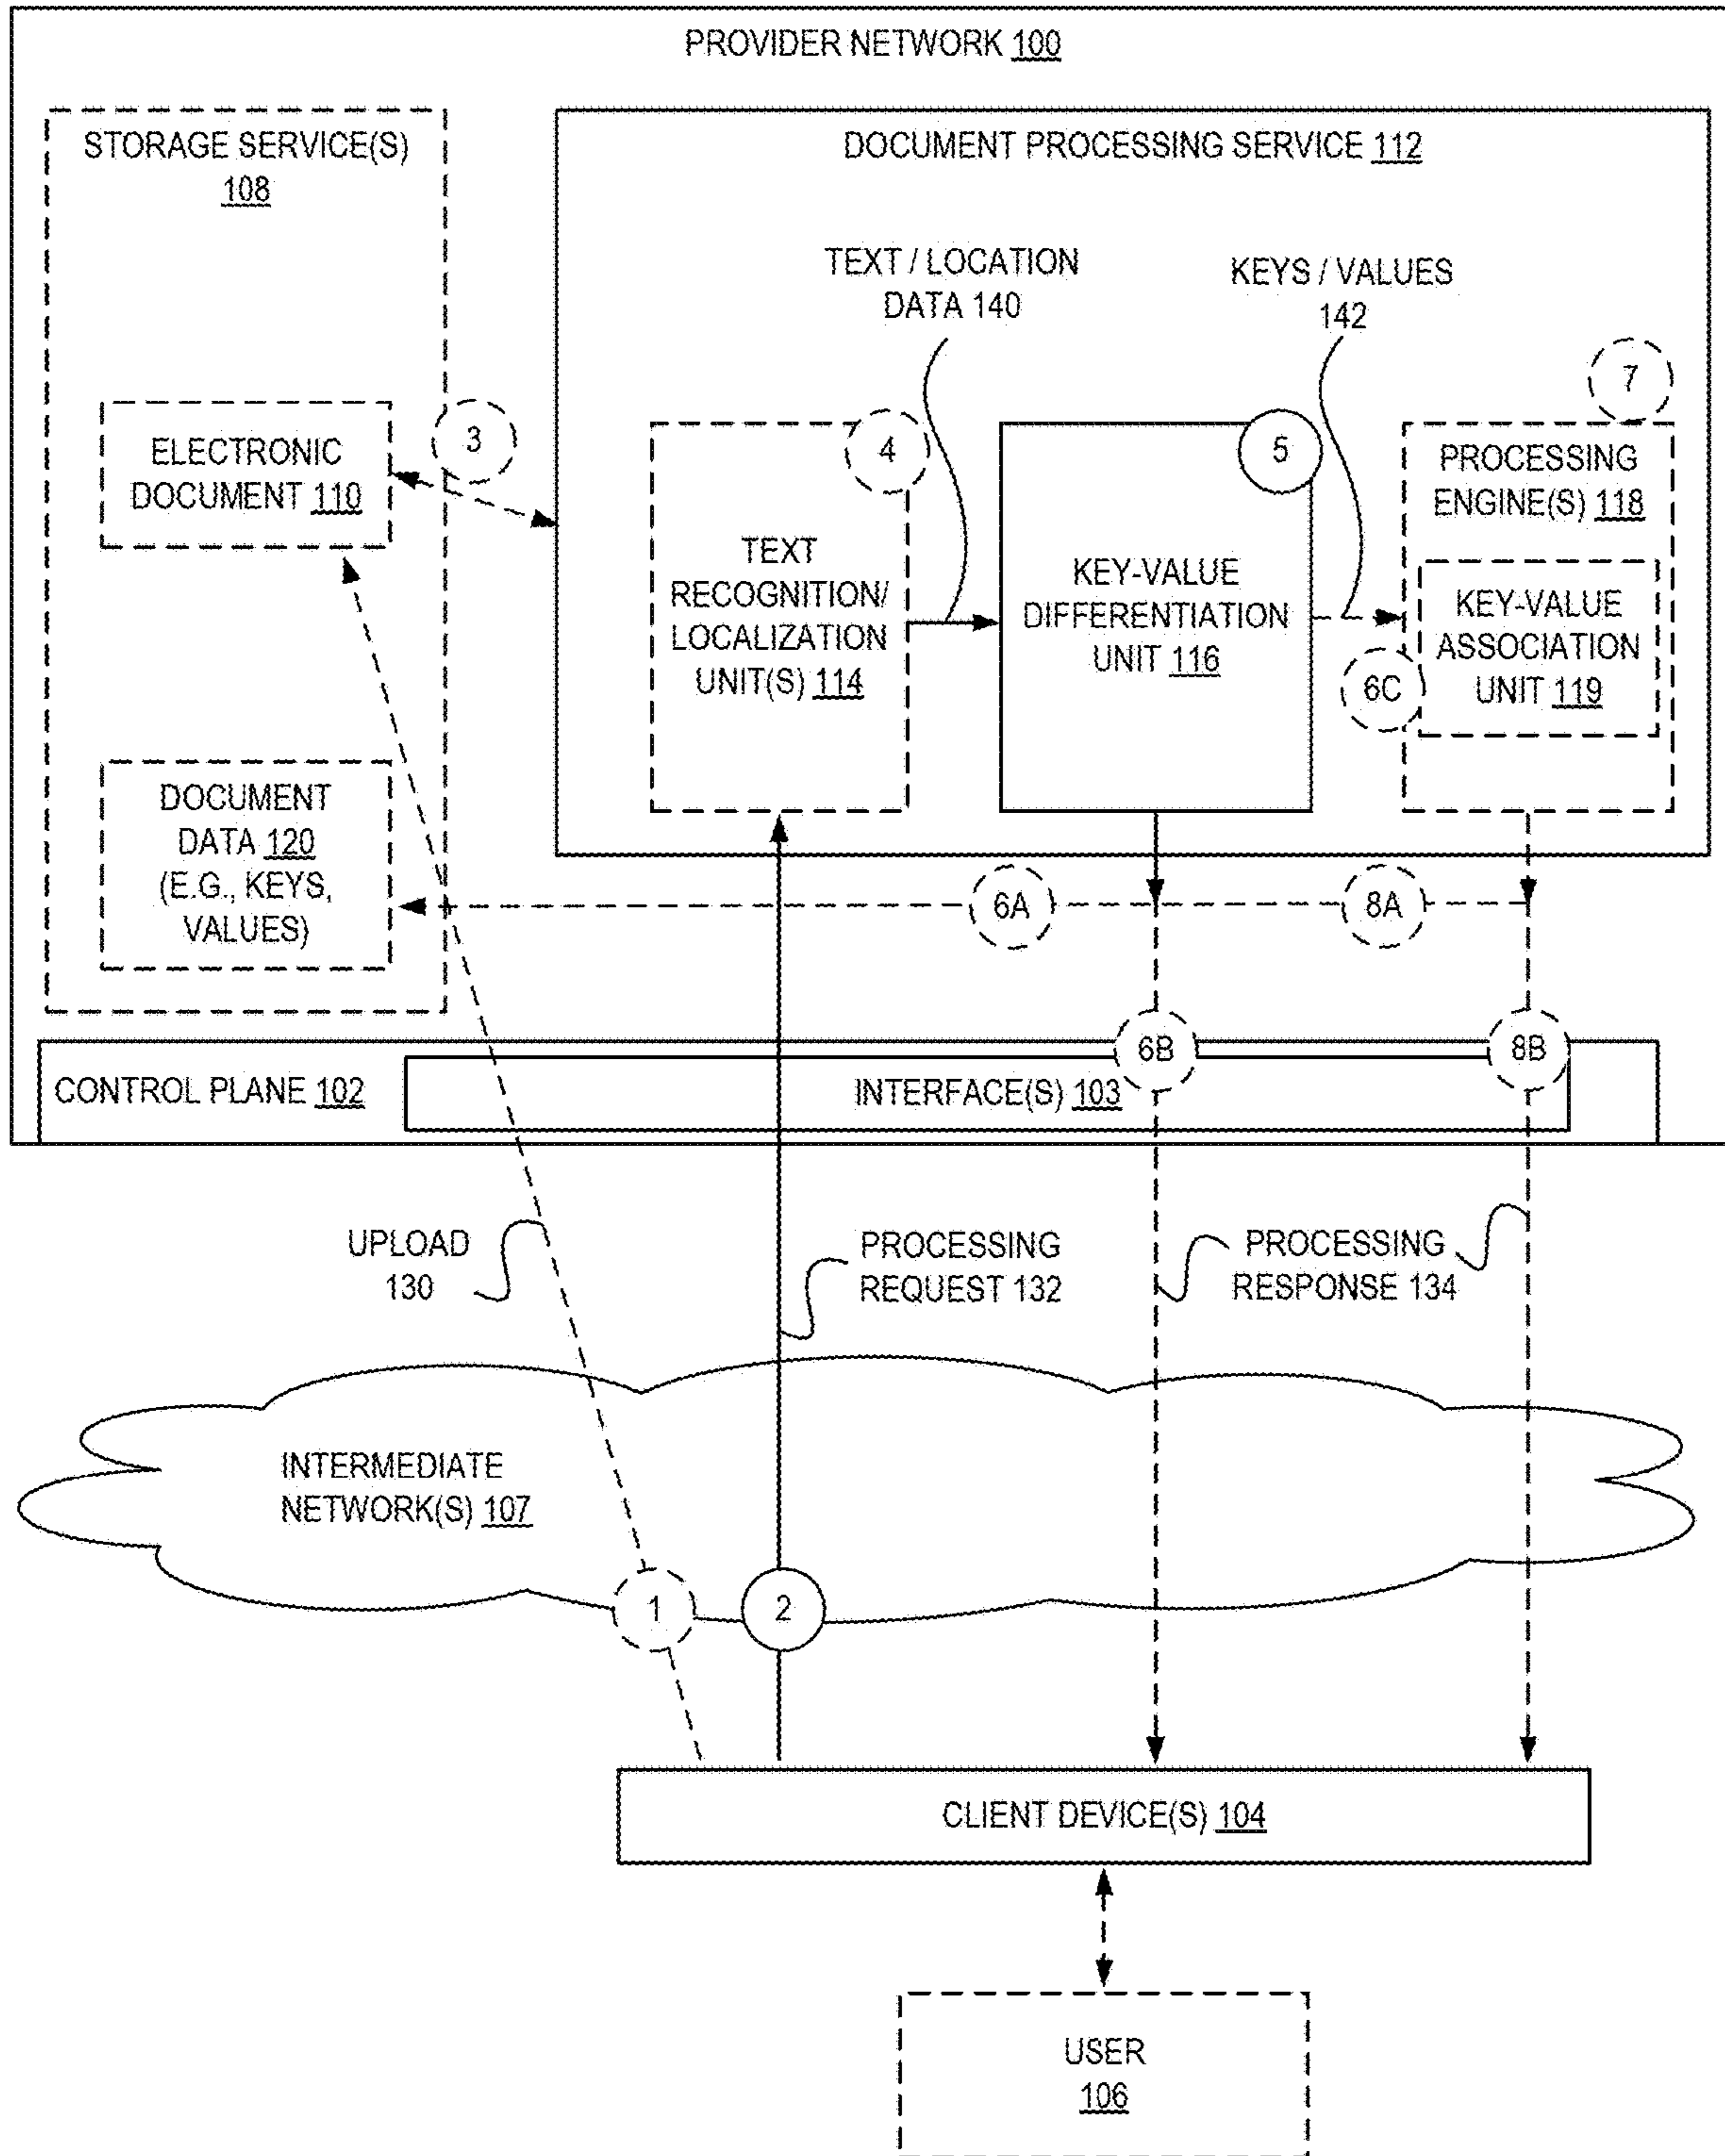 PROVIDER NETWORK 100
STORAGE SERVICE(S)
108
DOCUMENT PROCESSING SERVICE 112
TEXT / LOCATION
DATA 140
KEYS / VALUES
142
7
3
ELECTRONIC
DOCUMENT 110
4
5
PROCESSING
ENGINE(S) 118
TEXT
RECOGNITION/
LOCALIZATION
UNIT(S) 114
KEY-VALUE
DIFFERENTIATION
UNIT 116
KEY-VALUE
ASSOCIATION
UNIT 119
6C
DOCUMENT
DATA 120
(E.G., KEYS,
VALUES)
6A
8A
6B
8B
CONTROL PLANE 102
INTERFACE(S) 103
UPLOAD
130
PROCESSING
REQUEST 132
PROCESSING
RESPONSE 134
INTERMEDIATE
NETWORK(S) 107
1
2
CLIENT DEVICE(S) 104
USER
106